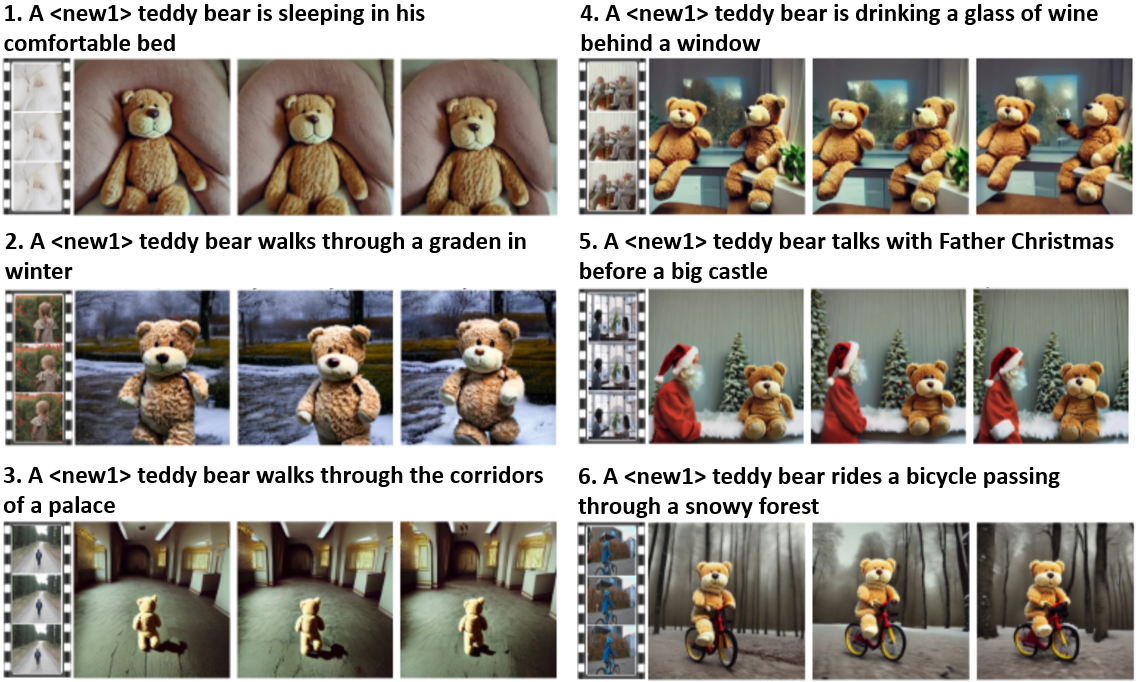 1. A <new1> teddy bear is sleeping in his
comfortable bed
2. A <new1> teddy bear walks through a graden in
winter
3. A <new1> teddy bear walks through the corridors
of a palace
4. A <new1> teddy bear is drinking a glass of wine
behind a window
5. A <new1> teddy bear talks with Father Christmas
before a big castle
6. A <new1> teddy bear rides a bicycle passing
through a snowy forest